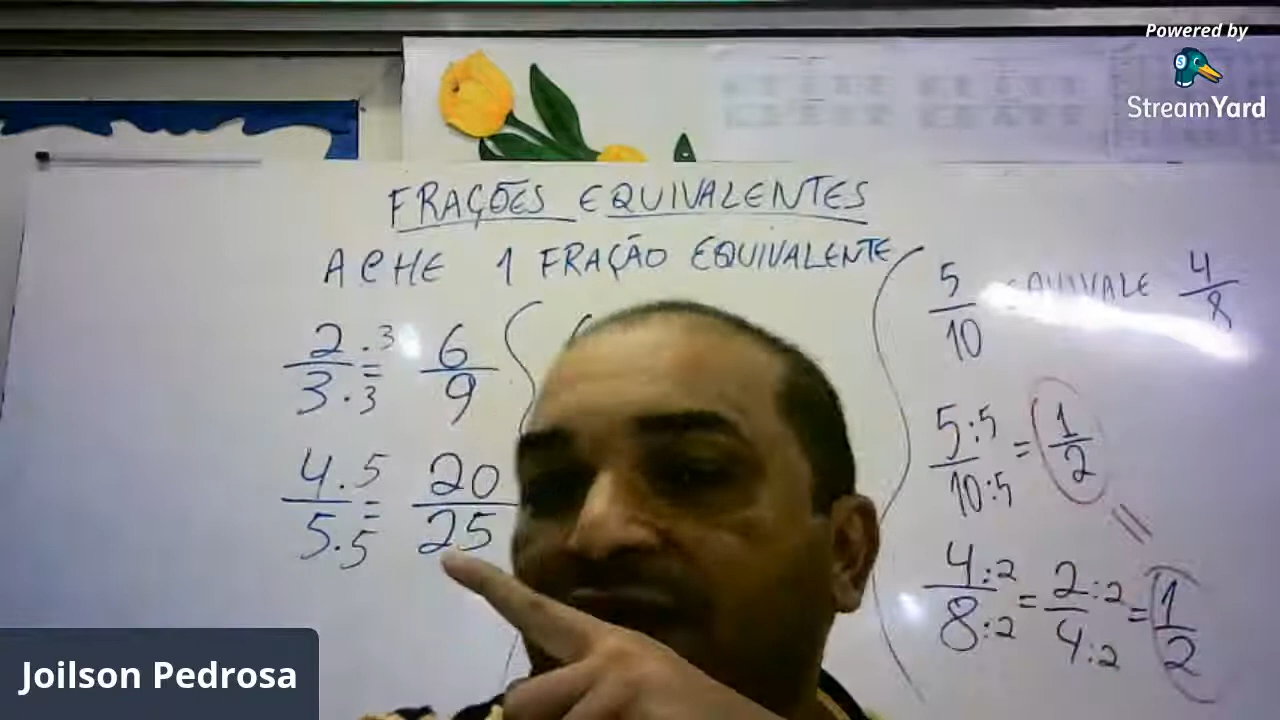 Powered by
StreamYard
FRAÇÕES EQUIVALENTES
ACHE 1 FRAÇÃO EQUIVALENTE
2.3 / 3.3 = 6/9
4.5 / 5.5 = 20/25
5/10 EQUIVALE 4/8
5:5 / 10:5 = 1/2
=
4:2 / 8:2 = 2:2 / 4:2 = 1/2
Joilson Pedrosa